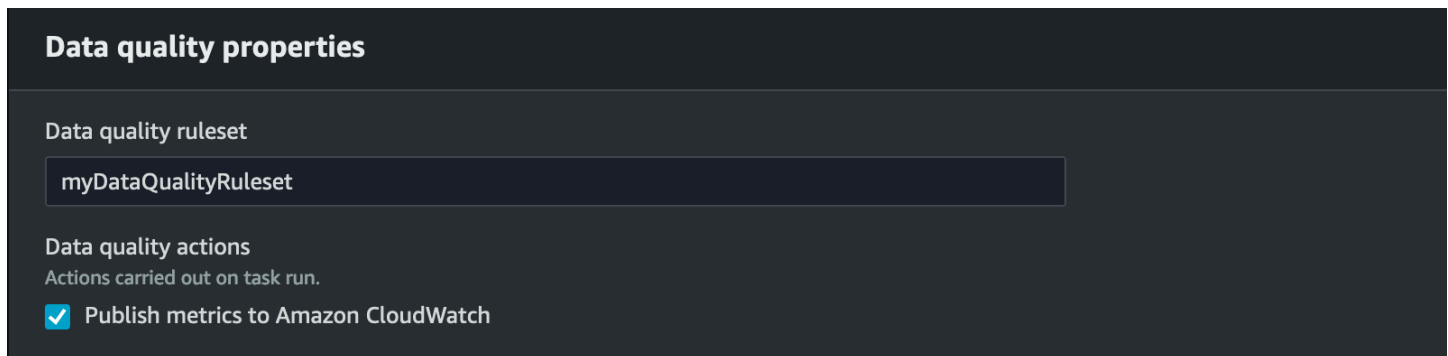 Data quality properties
Data quality ruleset
myDataQualityRuleset
Data quality actions
Actions carried out on task run.
Publish metrics to Amazon CloudWatch